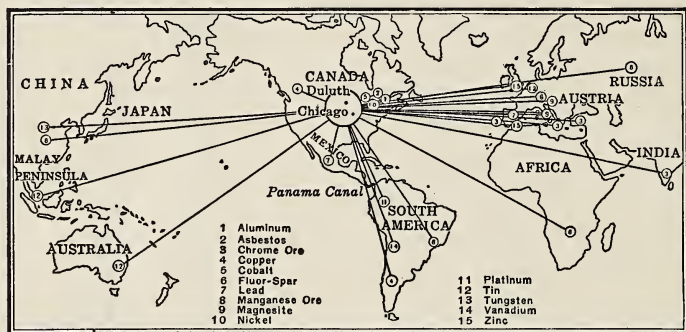 CHINA
JAPAN
MALAY
PENINSULA
AUSTRALIA
CANADA
Duluth
Chicago
MEXICO
Panama Canal
SOUTH
AMERICA
RUSSIA
AUSTRIA
AFRICA
INDIA
1 Aluminum
2 Asbestos
3 Chrome Ore
4 Copper
5 Cobalt
6 Fluor-Spar
7 Lead
8 Manganese Ore
9 Magnesite
10 Nickel
11 Platinum
12 Tin
13 Tungsten
14 Vanadium
15 Zinc